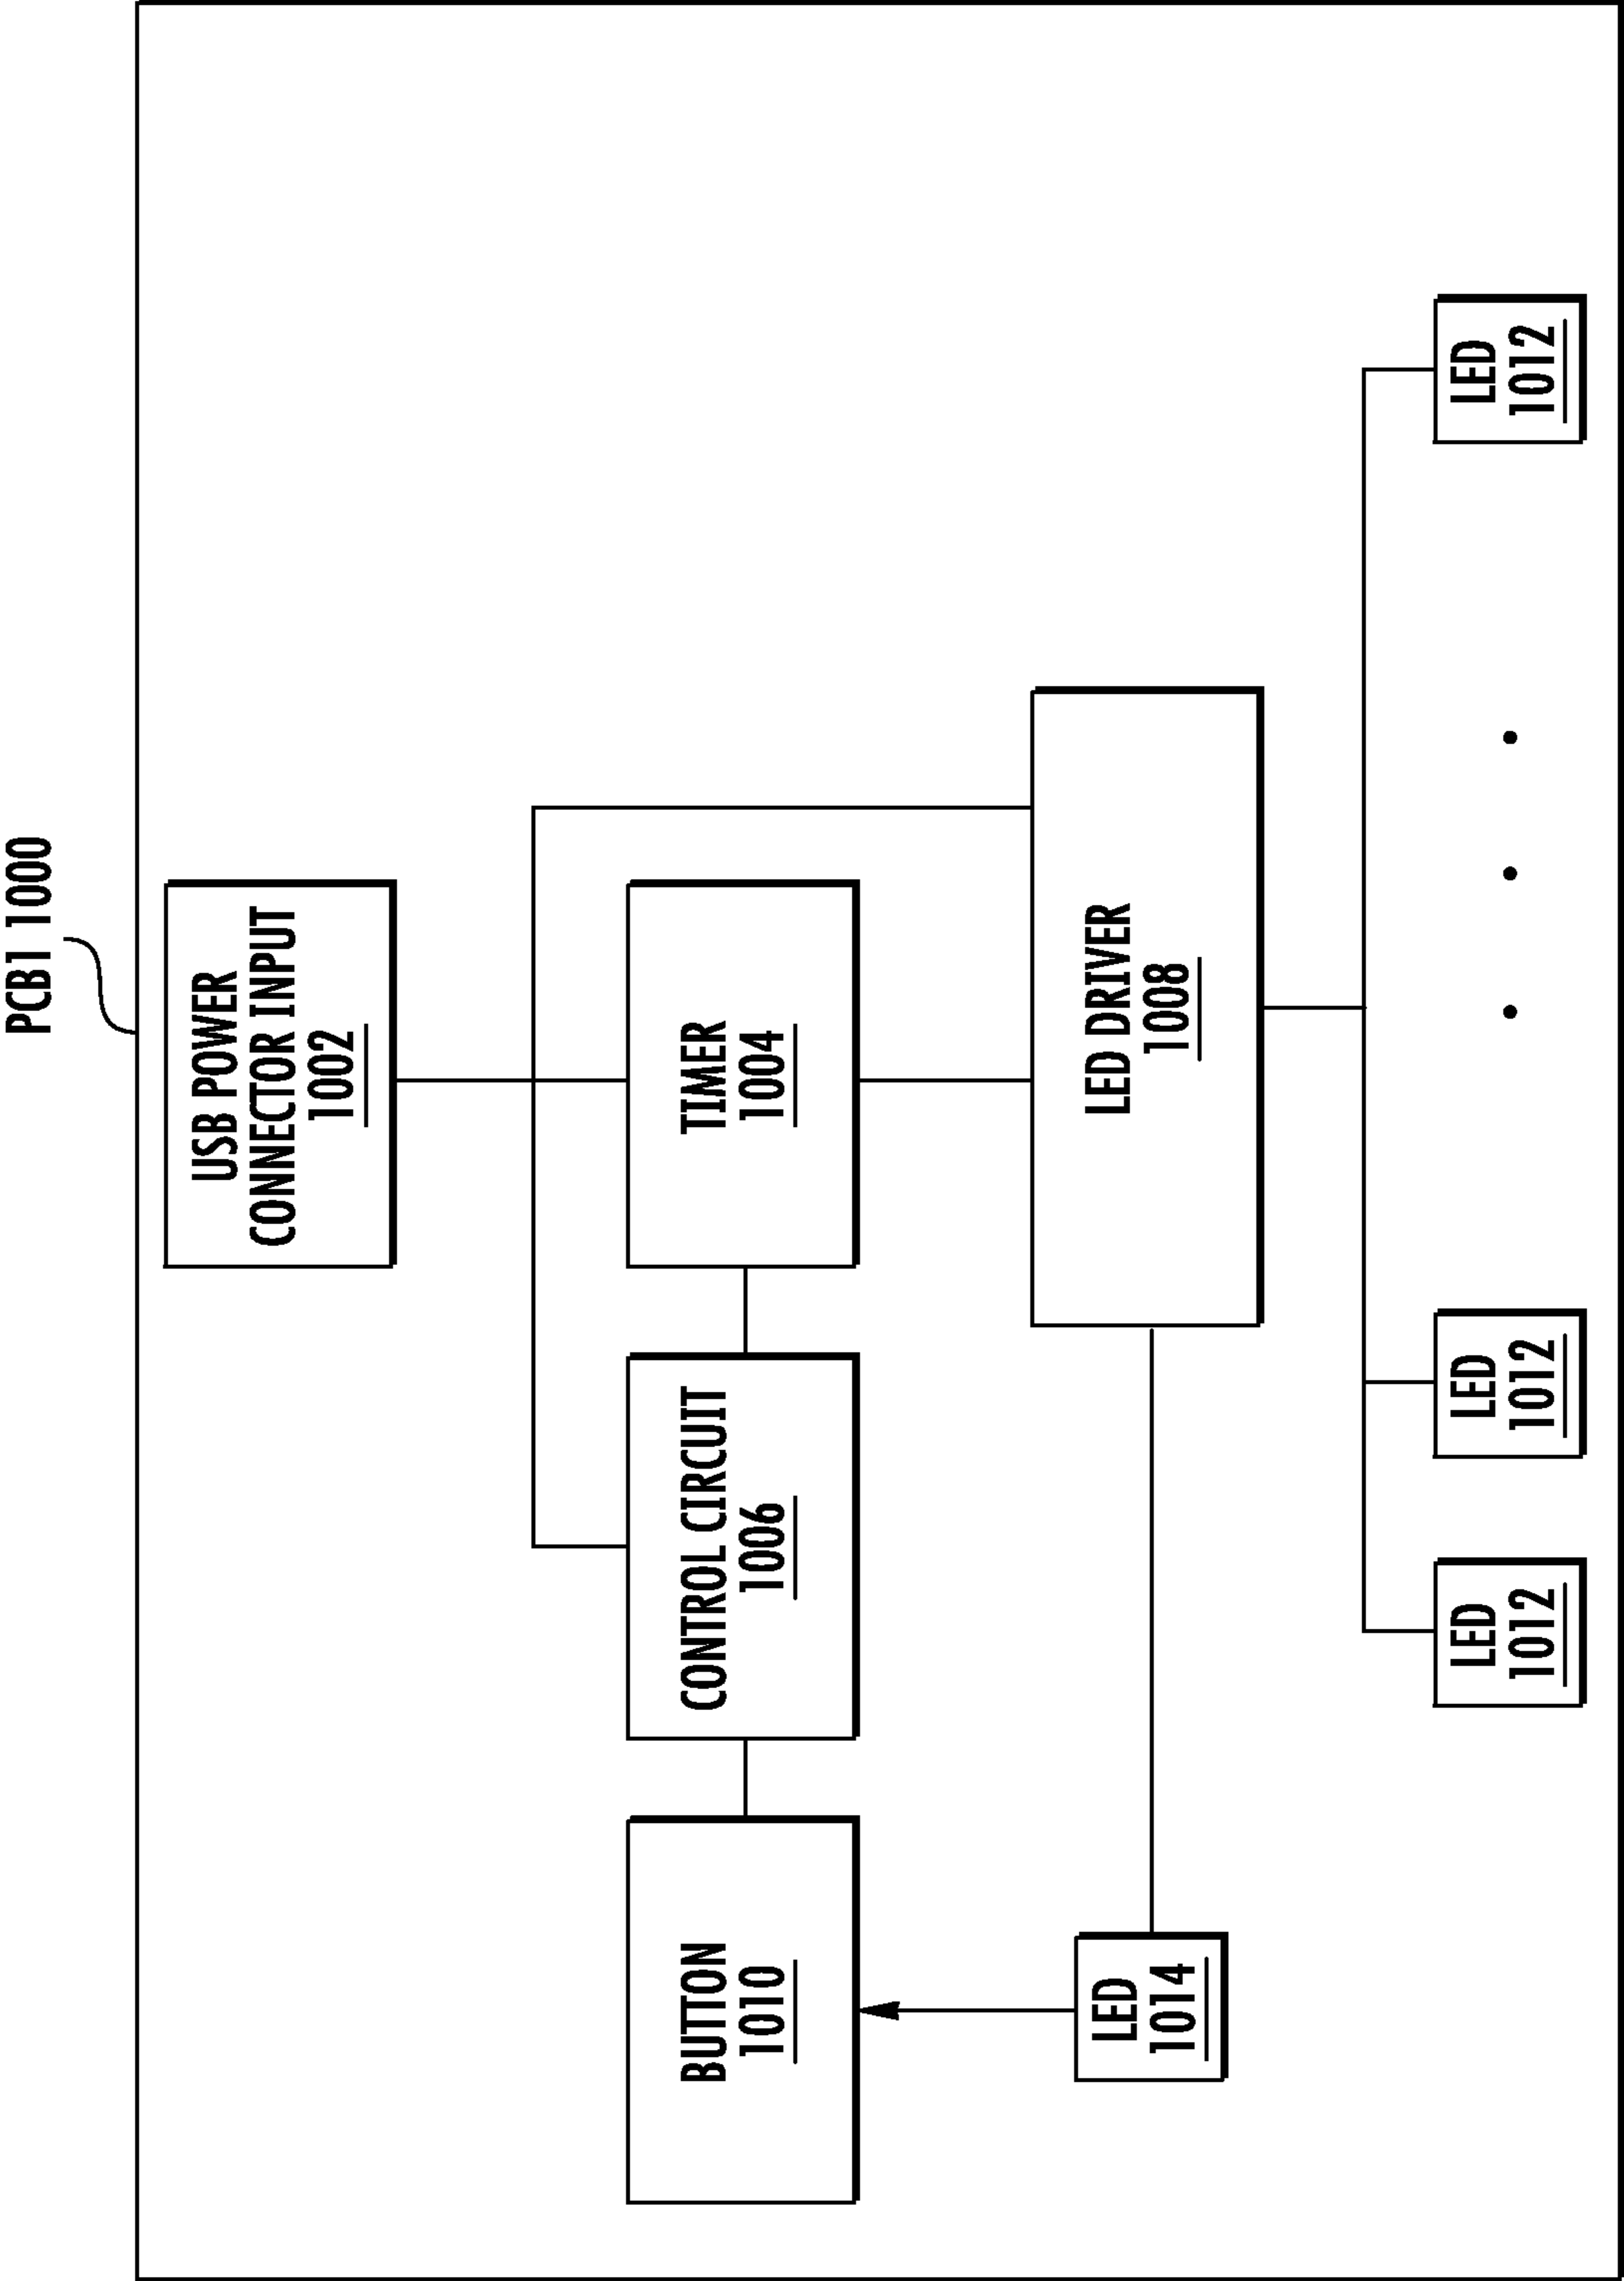 PCB1 1000
USB POWER
CONNECTOR INPUT
1002
BUTTON
1010
CONTROL CIRCUIT
1006
TIMER
1004
LED
1014
LED DRIVER
1008
LED
1012
LED
1012
LED
1012